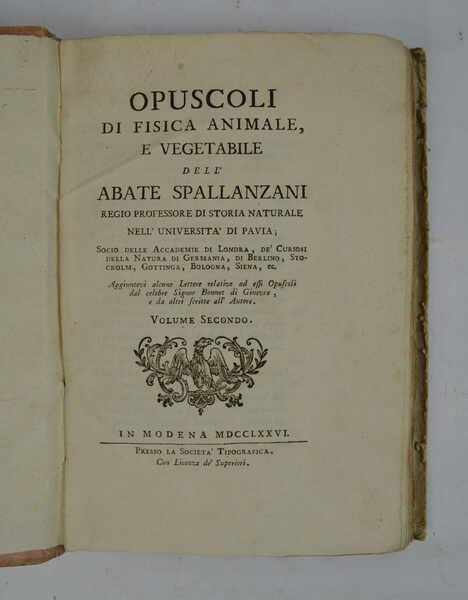 OPUSCOLI
DI FISICA ANIMALE,
E VEGETABILE
DELL'
ABATE SPALLANZANI
REGIO PROFESSORE DI STORIA NATURALE
NELL' UNIVERSITA' DI PAVIA;
Socio delle Accademie di Londra, de' Curiosi
della Natura di Germania, di Berlino, Sto-
colm, Gottinga, Bologna, Siena, ec.
Aggiuntevi alcune Lettere relative ad essi Opuscoli
dal celebre Signor Bonnet di Ginevra,
e da altri scritte all' Autore.
Volume Secondo.
IN MODENA MDCCLXXVI.
Presso la Societa' Tipografica.
Con Licenza de' Superiori.